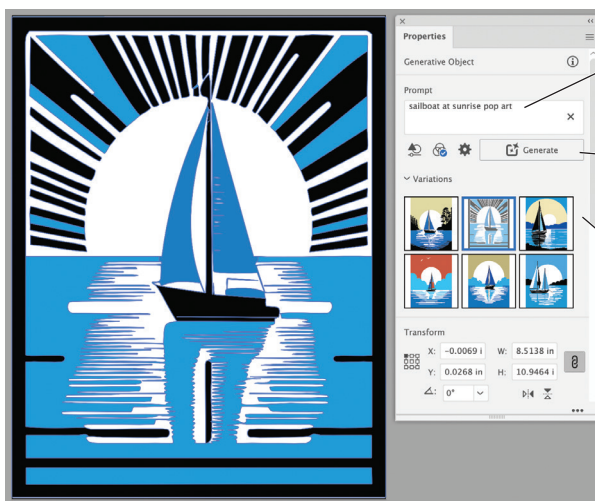 Properties
Generative Object
Prompt
sailboat at sunrise pop art
Generate
Variations
Transform
X: -0.0069 i W: 8.5138 in
Y: 0.0268 in H: 10.9464 i
0°